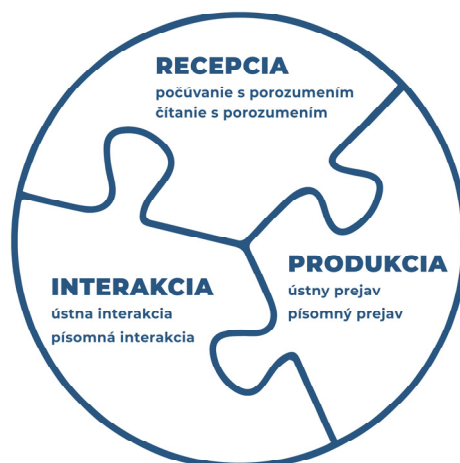 RECEPCIA
počúvanie s porozumením
čítanie s porozumením
PRODUKCIA
ústny prejav
písomný prejav
INTERAKCIA
ústna interakcia
písomná interakcia